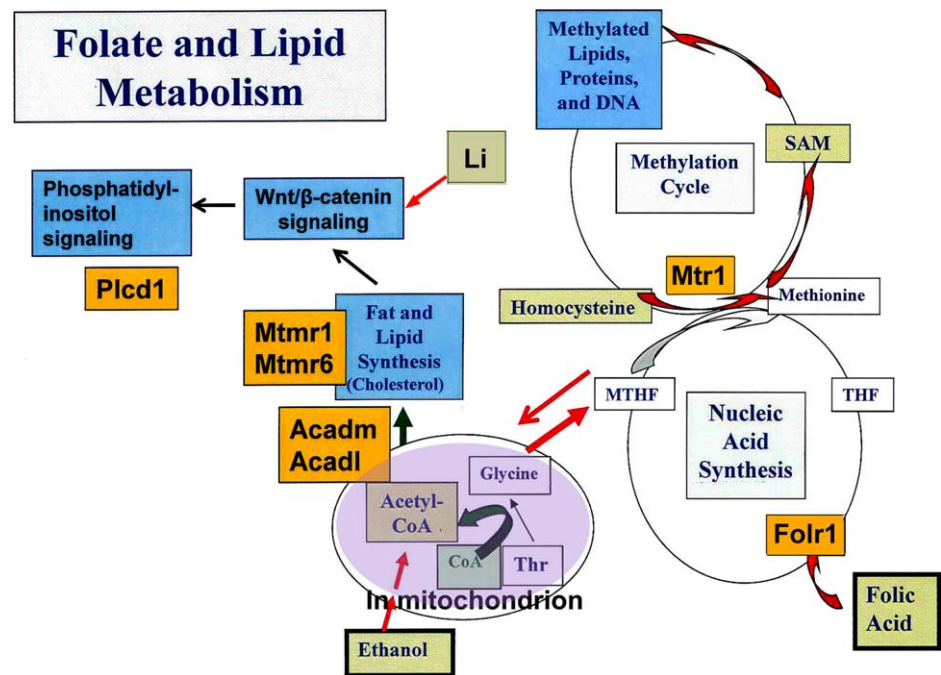 Folate and Lipid
Metabolism
Methylated
Lipids,
Proteins,
and DNA
SAM
Methylation
Cycle
Li
Phosphatidyl-
inositol
signaling
Wnt/β-catenin
signaling
Plcd1
Mtr1
Homocysteine
Methionine
Mtmr1
Mtmr6
Fat and
Lipid
Synthesis
(Cholesterol)
MTHF
THF
Nucleic
Acid
Synthesis
Acadm
Acadl
Glycine
Acetyl-
CoA
CoA
Thr
In mitochondrion
Folr1
Folic
Acid
Ethanol